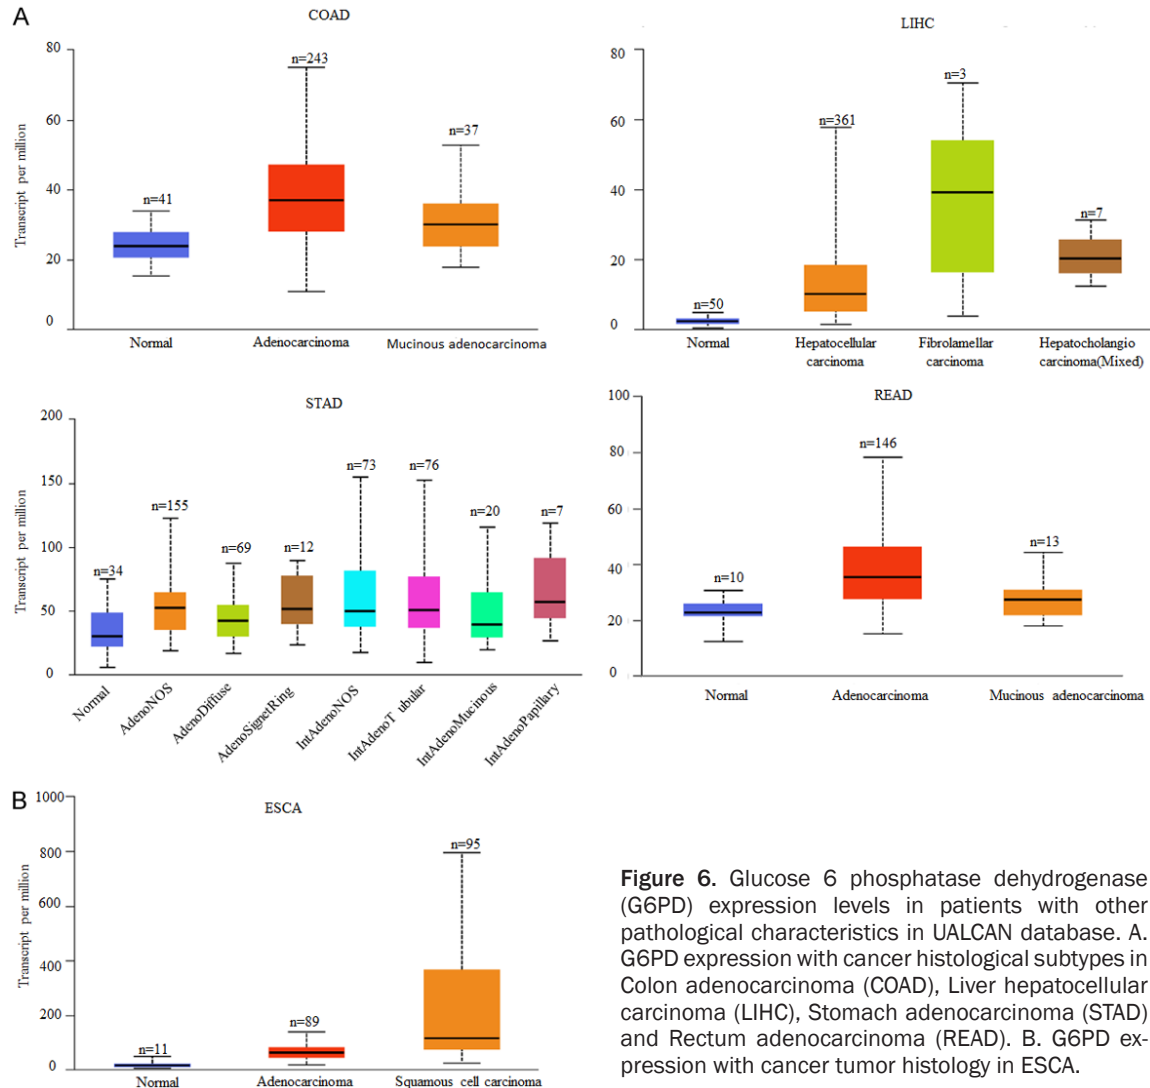 A
COAD
Transcript per million
80
60
40
20
0
n=41
n=243
n=37
Normal
Adenocarcinoma
Mucinous adenocarcinoma
LIHC
80
60
40
20
0
n=50
n=361
n=3
n=7
Normal
Hepatocellular
carcinoma
Fibrolamellar
carcinoma
Hepatocholangio
carcinoma(Mixed)
STAD
Transcript per million
200
150
100
50
0
n=34
n=155
n=69
n=12
n=73
n=76
n=20
n=7
Normal
AdenoNOS
AdenoDiffuse
AdenoSignetRing
IntAdenoNOS
IntAdenoT ubular
IntAdenoMucinous
IntAdenoPapillary
READ
100
80
60
40
20
0
n=10
n=146
n=13
Normal
Adenocarcinoma
Mucinous adenocarcinoma
B
ESCA
Transcript per million
1000
800
400
200
0
n=11
n=89
n=95
Normal
Adenocarcinoma
Squamous cell carcinoma
Figure 6. Glucose 6 phosphatase dehydrogenase
(G6PD) expression levels in patients with other
pathological characteristics in UALCAN database. A.
G6PD expression with cancer histological subtypes in
Colon adenocarcinoma (COAD), Liver hepatocellular
carcinoma (LIHC), Stomach adenocarcinoma (STAD)
and Rectum adenocarcinoma (READ). B. G6PD ex-
pression with cancer tumor histology in ESCA.